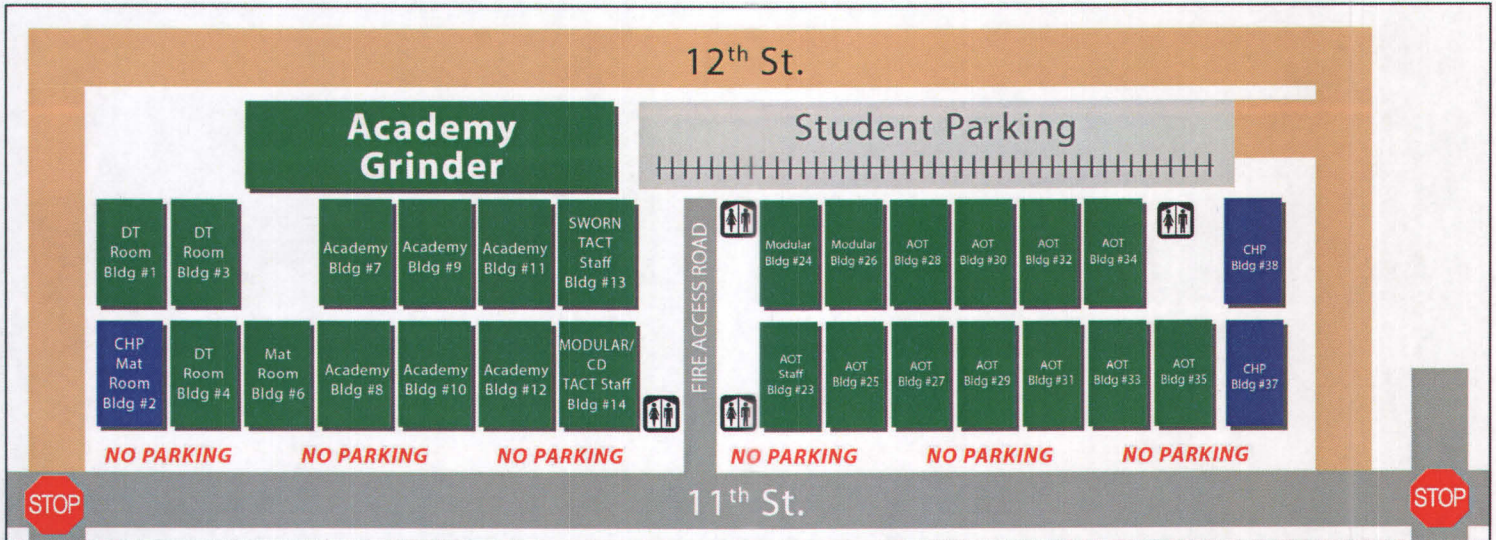 12th St.
Academy
Grinder
Student Parking
DT
Room
Bldg #1
DT
Room
Bldg #3
Academy
Bldg #7
Academy
Bldg #9
Academy
Bldg #11
SWORN
TACT
Staff
Bldg #13
FIRE ACCESS ROAD
Modular
Bldg #24
Modular
Bldg #26
AOT
Bldg #28
AOT
Bldg #30
AOT
Bldg #32
AOT
Bldg #34
CHP
Bldg #38
CHP
Mat
Room
Bldg #2
DT
Room
Bldg #4
Mat
Room
Bldg #6
Academy
Bldg #8
Academy
Bldg #10
Academy
Bldg #12
MODULAR/
CD
TACT Staff
Bldg #14
AOT
Staff
Bldg #23
AOT
Bldg #25
AOT
Bldg #27
AOT
Bldg #29
AOT
Bldg #31
AOT
Bldg #33
AOT
Bldg #35
CHP
Bldg #37
NO PARKING
NO PARKING
NO PARKING
NO PARKING
NO PARKING
NO PARKING
STOP
11th St.
STOP